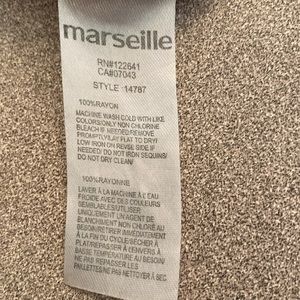 marseille
RN#122641
CA#07043
STYLE 14787
100%RAYON
MACHINE WASH COLD WITH LIKE
COLORS/ONLY NON CHLORINE
BLEACH IF NEEDED/REMOVE
PROMPTLY/LAY FLAT TO DRY/
LOW IRON ON REVERSE SIDE IF
NEEDED/ DO NOT IRON SEQUINS/
DO NOT DRY CLEAN/
100%RAYONNE
LAVER À LA MACHINE À L'EAU
FROIDE AVEC DES COULEURS
SEMBLABLES/UTILISER
UNIQUEMENT UN AGENT DE
BLANCHIMENT NON CHLORÉ
À LA FIN DU CYCLE/SÉCHER À
PLAT/REPASSER À L'ENVERS À
BASSE TEMPÉRATURE AU BESOIN
NE PAS REPASSER LES
PAILLETTES/NE PAS NETTOYER À SEC